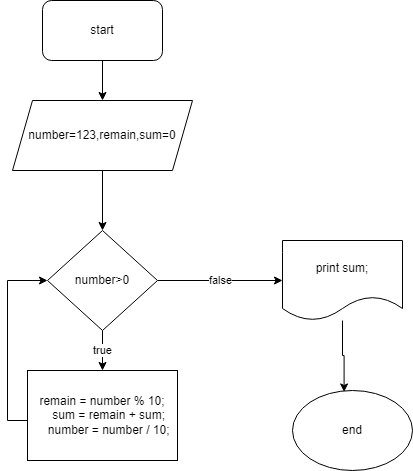 start
number=123,remain,sum=0
number>0
false
print sum;
true
remain = number % 10;
sum = remain + sum;
number = number / 10;
end